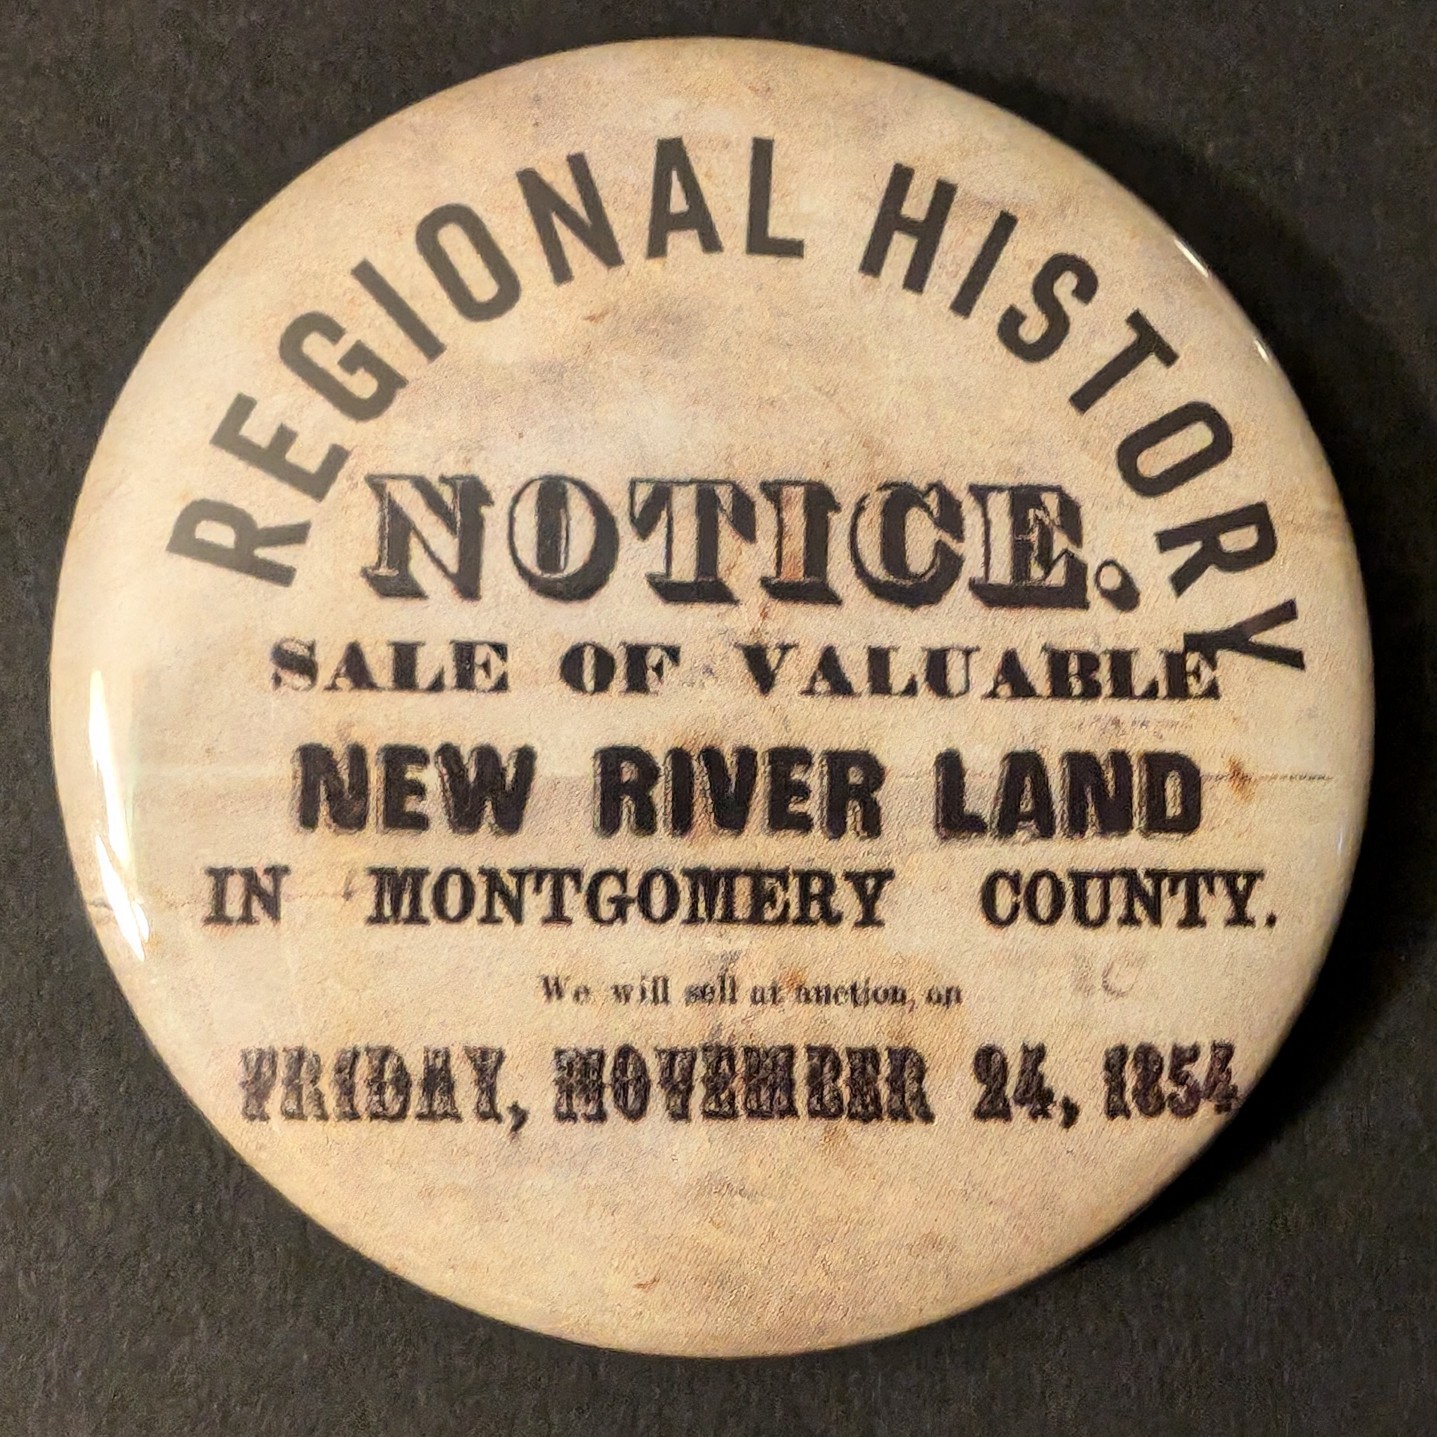 REGIONAL HISTORY
NOTICE.
SALE OF VALUABLE
NEW RIVER LAND
IN MONTGOMERY COUNTY.
We will sell at auction, on
FRIDAY, NOVEMBER 24, 1854